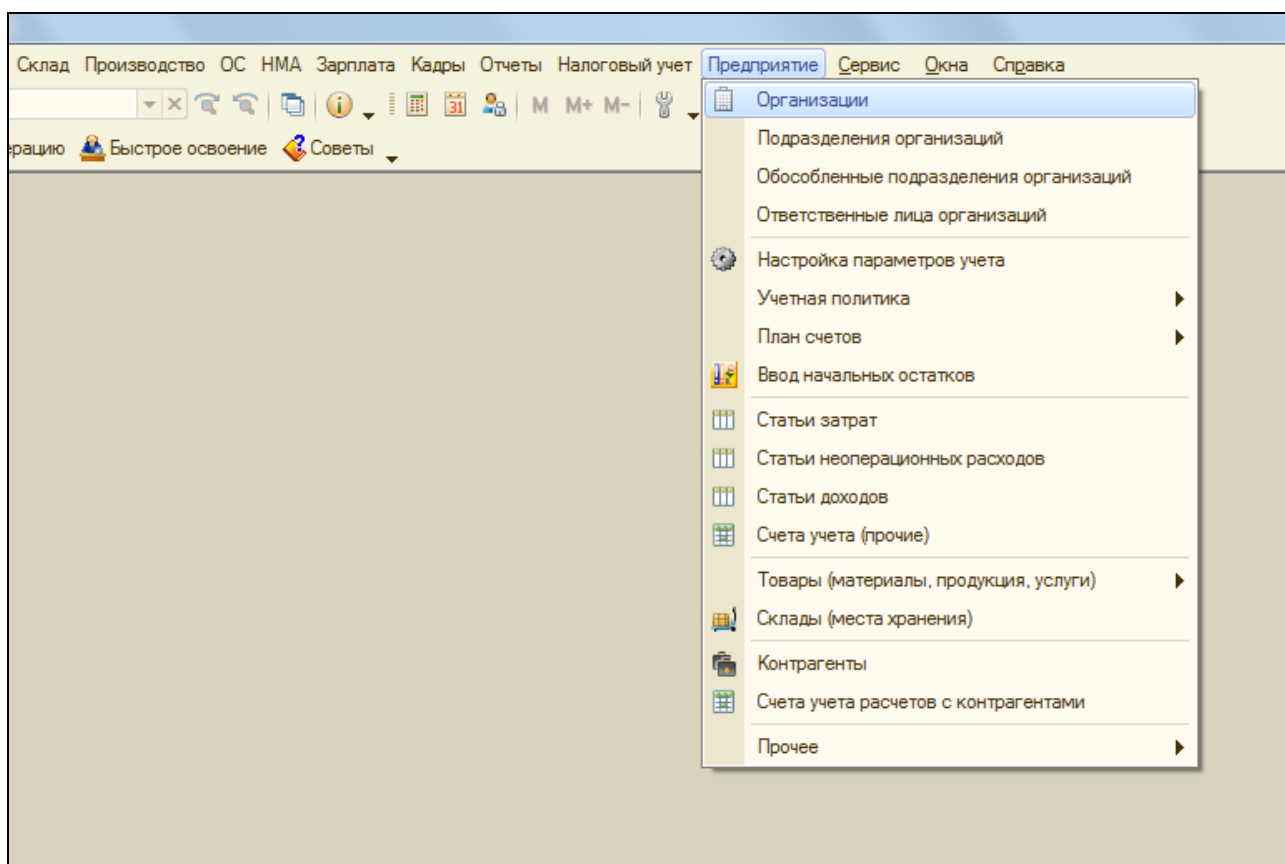 Склад Производство ОС НМА Зарплата Кадры Отчеты Налоговый учет Предприятие Сервис Окна Справка
31 M M+ M-
ерацию Быстрое освоение Советы
Организации
Подразделения организаций
Обособленные подразделения организаций
Ответственные лица организаций
Настройка параметров учета
Учетная политика
План счетов
Ввод начальных остатков
Статьи затрат
Статьи неоперационных расходов
Статьи доходов
Счета учета (прочие)
Товары (материалы, продукция, услуги)
Склады (места хранения)
Контрагенты
Счета учета расчетов с контрагентами
Прочее